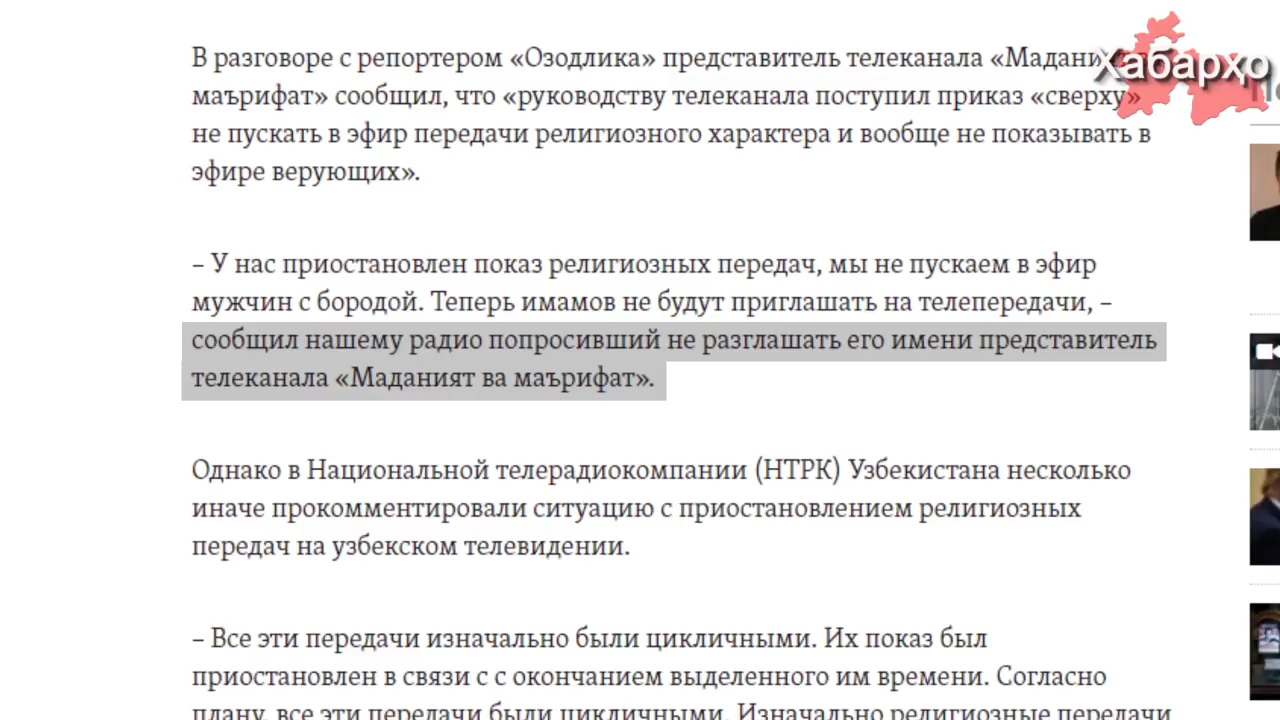 Хабарҳо
В разговоре с репортером «Озодлика» представитель телеканала
маърифат» сообщил, что «руководству телеканала поступил приказ «сверху»
не пускать в эфир передачи религиозного характера и вообще не показывать в
эфире верующих».
– У нас приостановлен показ религиозных передач, мы не пускаем в эфир
мужчин с бородой. Теперь имамов не будут приглашать на телепередачи, –
сообщил нашему радио попросивший не разглашать его имени представитель
телеканала «Маданият ва маърифат».
Однако в Национальной телерадиокомпании (НТРК) Узбекистана несколько
иначе прокомментировали ситуацию с приостановлением религиозных
передач на узбекском телевидении.
– Все эти передачи изначально были цикличными. Их показ был
приостановлен в связи с с окончанием выделенного им времени. Согласно
плану, все эти передачи были цикличными. Изначально религиозные передачи